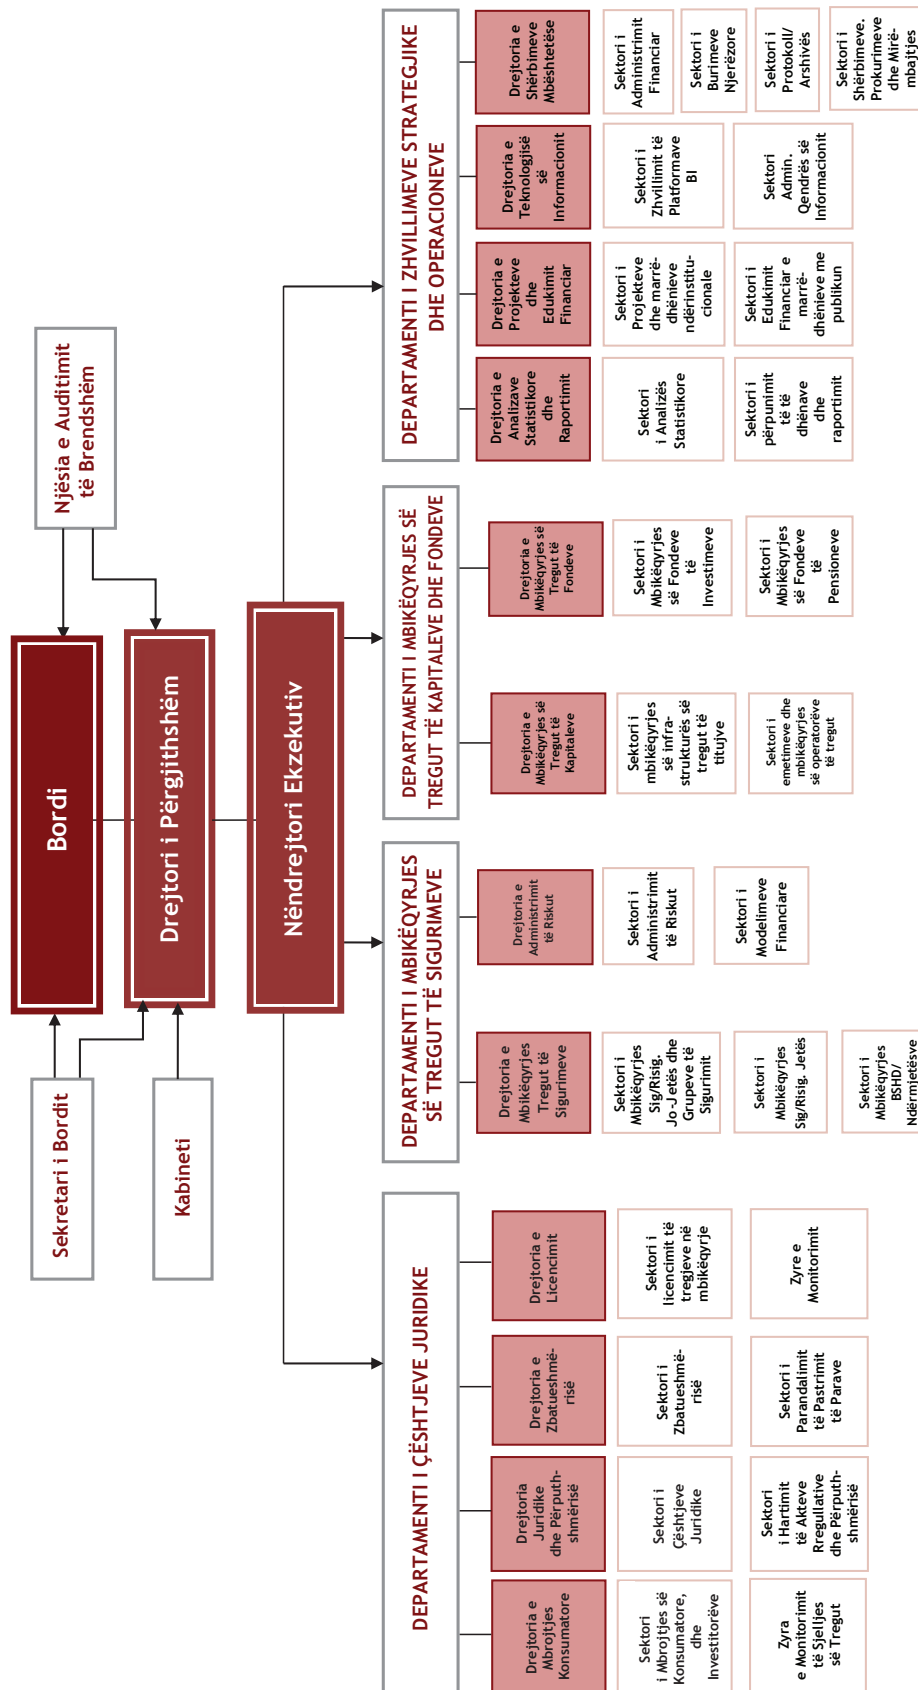 Bordi
Drejtori i Përgjithshëm
Nëndrejtori Ekzekutiv
Sekretari i Bordit
Kabineti
Njësia e Auditimit
të Brendshëm
DEPARTAMENTI I ÇËSHTJEVE JURIDIKE
Drejtoria e
Mbrojtjes
Konsumatore
Sektori
i Mbrojtjes së
Konsumatore,
dhe
Investitorëve
Zyra
e Monitorimit
të Sjelljes
së Tregut
Drejtoria
Juridike
dhe Përputh-
shmërisë
Sektori i
Çështjeve
Juridike
Sektori
i Hartimit
të Akteve
Rregullative
dhe Përputh-
shmërisë
Drejtoria e
Zbatueshmë-
risë
Sektori i
Zbatueshmë-
risë
Sektori i
Parandalimit
të Pastrimit
të Parave
Drejtoria e
Licencimit
Sektori i
licencimit të
tregjeve në
mbikëqyrje
Zyre e
Monitorimit
DEPARTAMENTI I MBIKËQYRJES
SË TREGUT TË SIGURIMEVE
Drejtoria e
Mbikëqyrjes
Tregut të
Sigurimeve
Sektori i
Mbikëqyrjes
Sig/Risig.
Jo-Jetës dhe
Grupeve të
Sigurimit
Sektori i
Mbikëqyrjes
Sig/Risig. Jetës
Sektori i
Mbikëqyrjes
BSHD/
Ndërmjetësve
Drejtoria e
Administrimit
të Riskut
Sektori i
Administrimit
të Riskut
Sektori i
Modelimeve
Financiare
DEPARTAMENTI I MBIKËQYRJES SË
TREGUT TË KAPITALEVE DHE FONDEVE
Drejtoria e
Mbikëqyrjes së
Tregut të
Kapitaleve
Sektori i
mbikëqyrjes
së infra-
strukturës së
tregut të
titujve
Sektori i
emetimeve dhe
mbikëqyrjes
së operatorëve
të tregut
Drejtoria e
Mbikëqyrjes së
Tregut të
Fondeve
Sektori i
Mbikëqyrjes
së Fondeve
të
Investimeve
Sektori i
Mbikëqyrjes
së Fondeve
të
Pensioneve
DEPARTAMENTI I ZHVILLIMEVE STRATEGJIKE
DHE OPERACIONEVE
Drejtoria e
Analizave
Statistikore
dhe
Raportimit
Sektori
i Analizës
Statistikore
Sektori i
përpunimit
të të
dhënave
dhe
raportimit
Drejtoria e
Projekteve
dhe
Edukimit
Financiar
Sektori i
Projekteve
dhe marrë-
dhënieve
ndërinstitu-
cionale
Sektori i
Edukimit
Financiar e
marrë-
dhënieve me
publikun
Drejtoria e
Teknologjisë
së
Informacionit
Sektori i
Zhvillimit të
Platformave
BI
Sektori
Admin.
Qendrës së
Informacionit
Drejtoria e
Shërbimeve
Mbështetëse
Sektori i
Administrimit
Financiar
Sektori i
Burimeve
Njerëzore
Sektori i
Protokoll/
Arshivës
Sektori i
Shërbimeve.
Prokurimeve
dhe Mirë-
mbajtjes